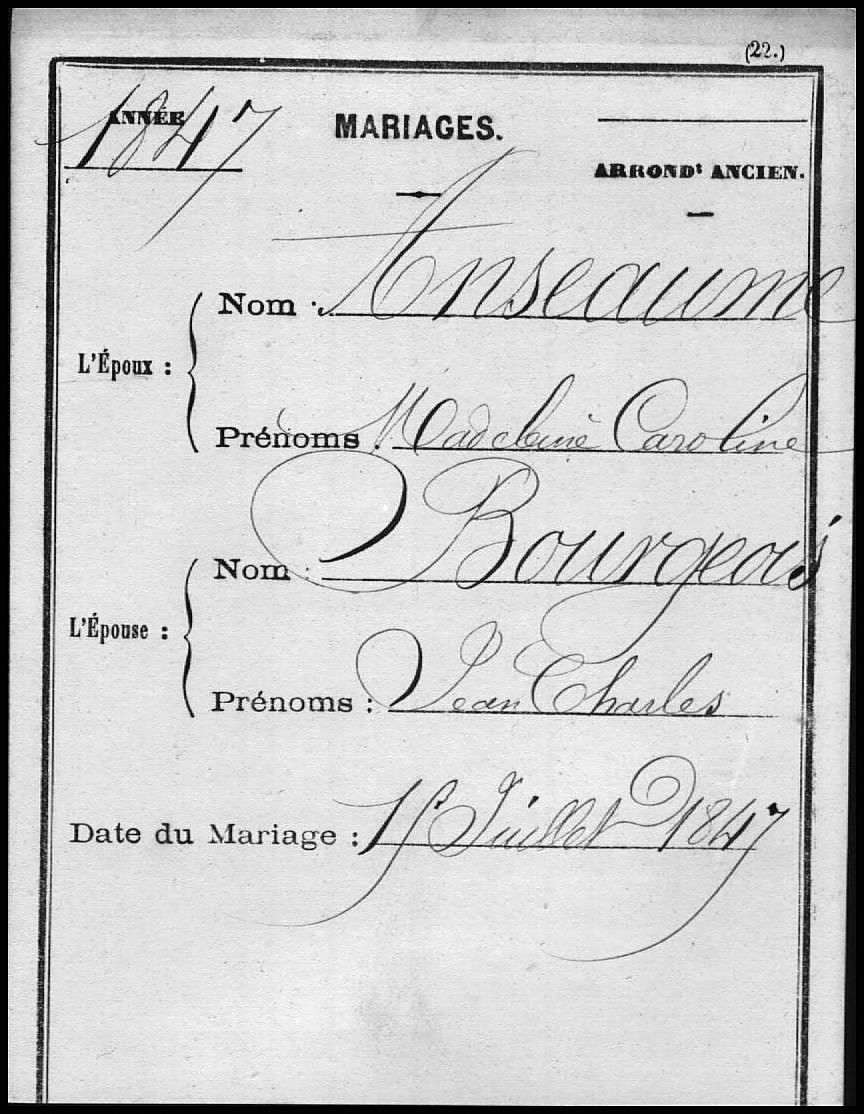 (22.)
ANNÉE 1847
MARIAGES.
ARROND^t ANCIEN.
L'Époux :
Nom : Anseaume
Prénoms : Madeleine Caroline
L'Épouse :
Nom : Bourgeois
Prénoms : Jean Charles
Date du Mariage : Juillet 1847